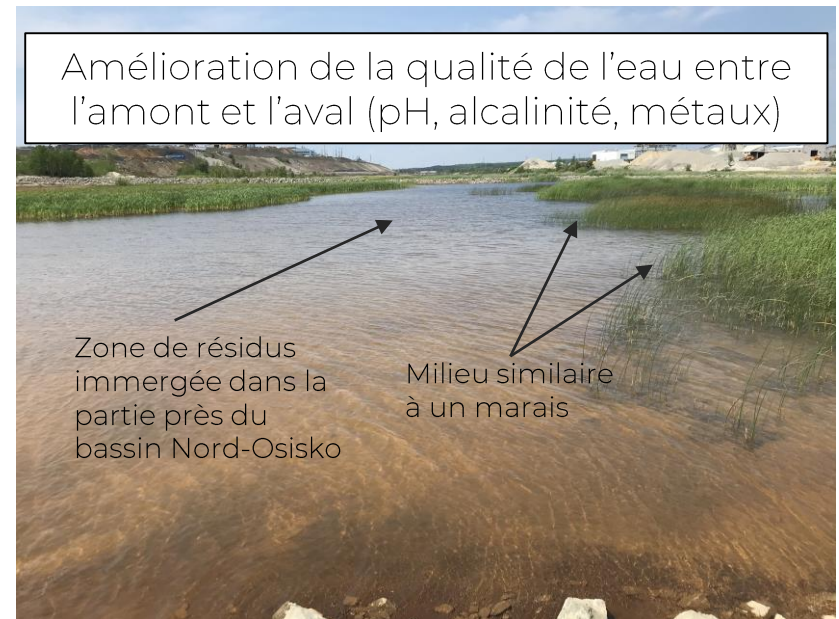 Amélioration de la qualité de l'eau entre
l'amont et l'aval (pH, alcalinité, métaux)
Zone de résidus
immergée dans la
partie près du
bassin Nord-Osisko
Milieu similaire
à un marais